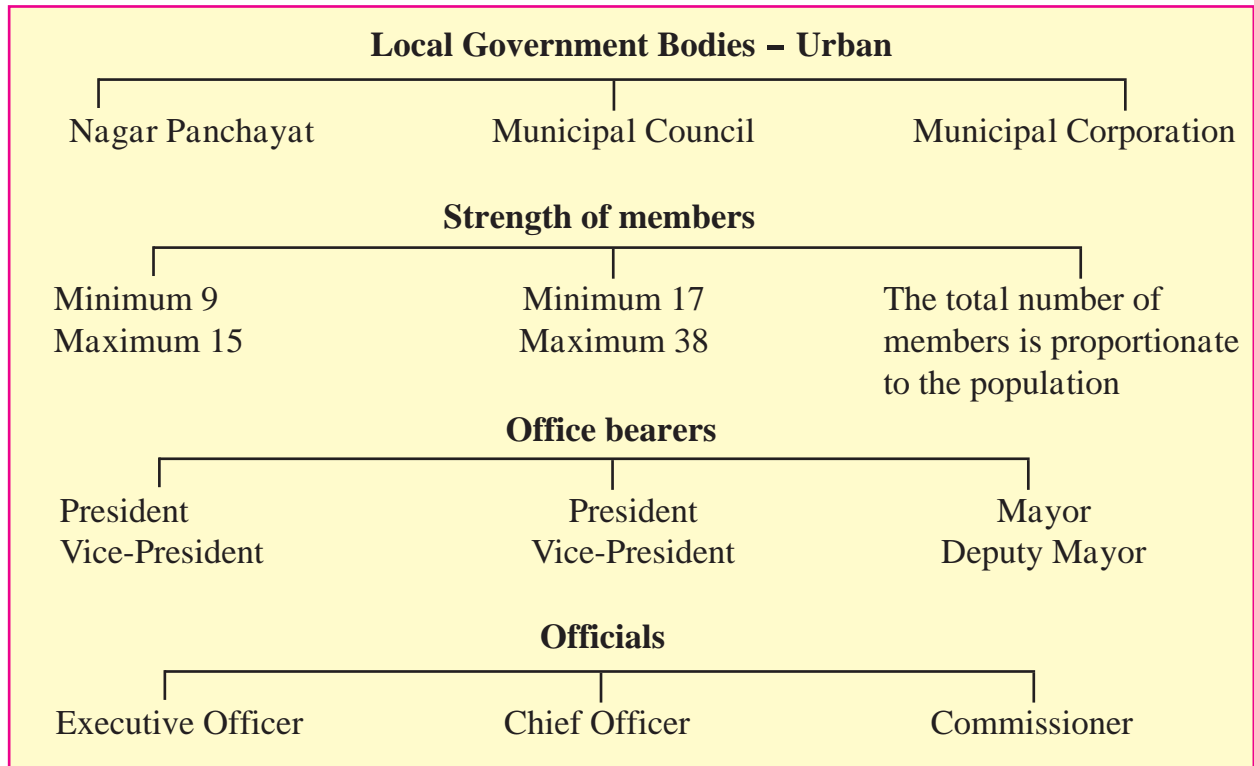 Local Government Bodies – Urban
Nagar Panchayat Municipal Council Municipal Corporation
Strength of members
Minimum 9 Minimum 17 The total number of
Maximum 15 Maximum 38 members is proportionate
to the population
Office bearers
President President Mayor
Vice-President Vice-President Deputy Mayor
Officials
Executive Officer Chief Officer Commissioner